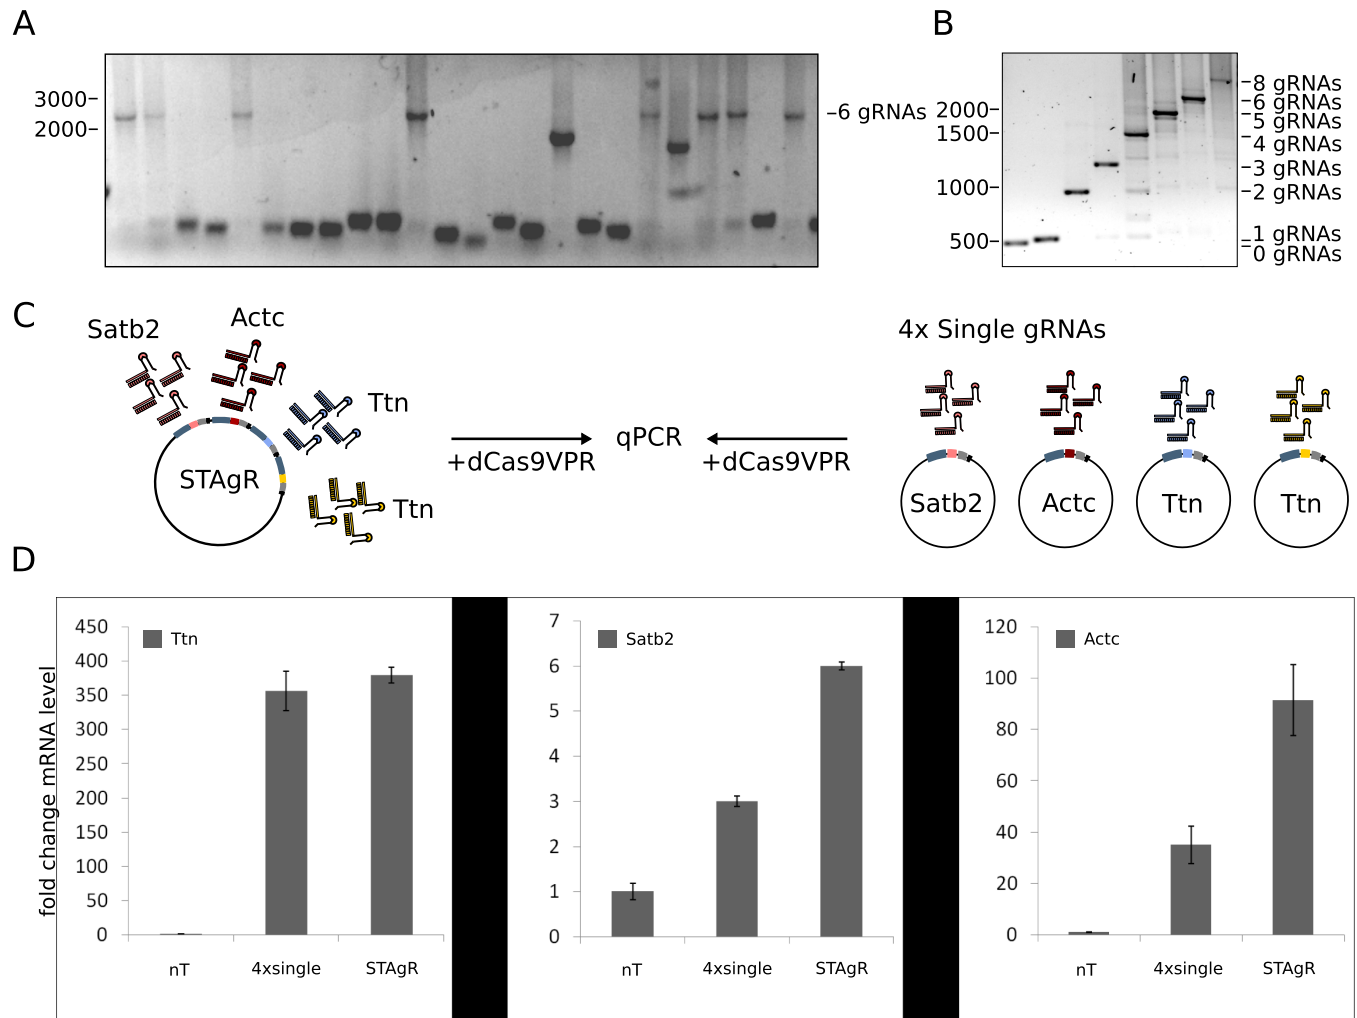 A
3000–
2000–
–6 gRNAs
B
2000–
1500–
1000–
500–
–8 gRNAs
–6 gRNAs
–5 gRNAs
–4 gRNAs
–3 gRNAs
–2 gRNAs
–1 gRNAs
–0 gRNAs
C
Satb2
Actc
Ttn
Ttn
STAgR
qPCR
+dCas9VPR
+dCas9VPR
4x Single gRNAs
Satb2
Actc
Ttn
Ttn
D
fold change mRNA level
450
400
350
300
250
200
150
100
50
0
Ttn
nT
4xsingle
STAgR
7
6
5
4
3
2
1
0
Satb2
nT
4xsingle
STAgR
120
100
80
60
40
20
0
Actc
nT
4xsingle
STAgR